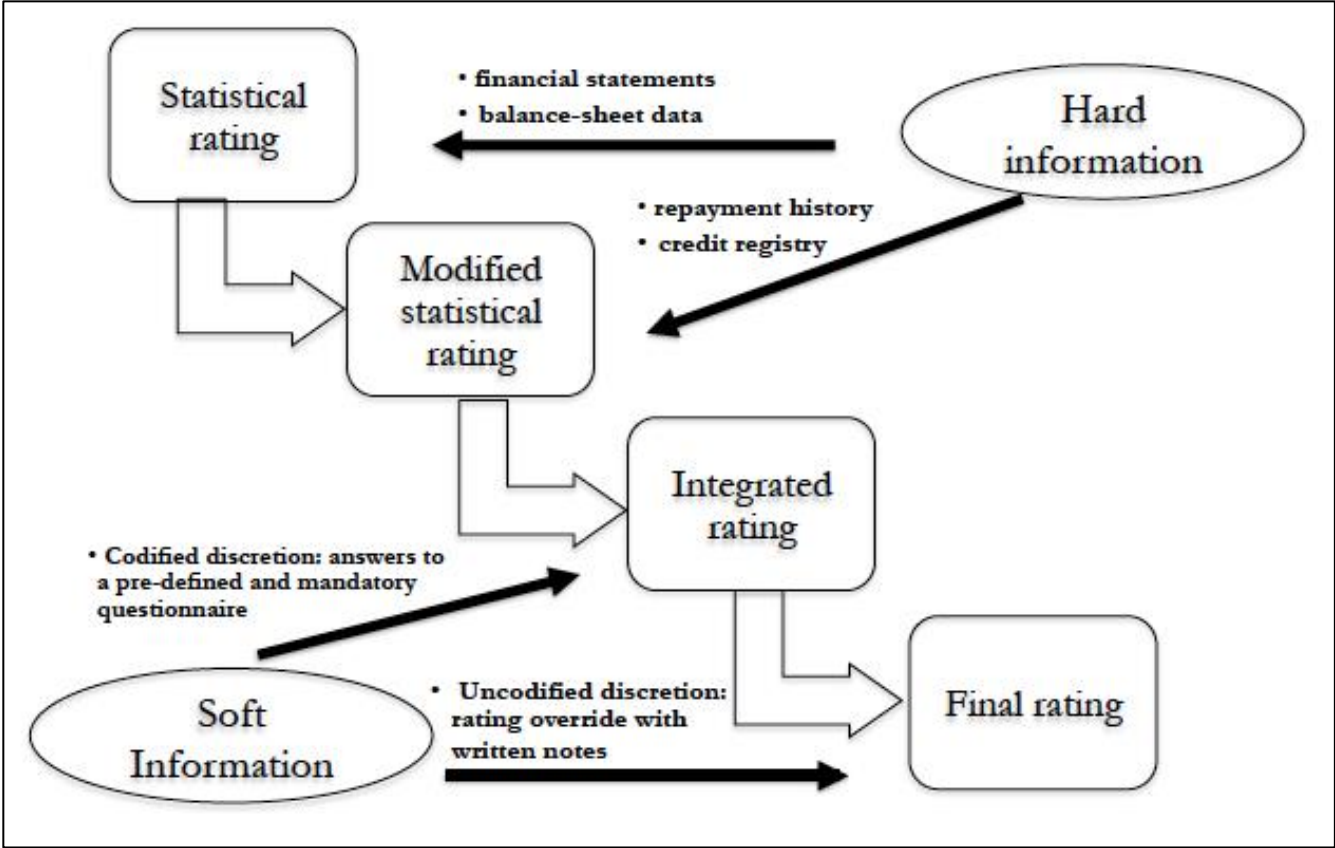 Statistical
rating
• financial statements
• balance-sheet data
Hard
information
• repayment history
• credit registry
Modified
statistical
rating
Integrated
rating
• Codified discretion: answers to
a pre-defined and mandatory
questionnaire
Soft
Information
• Uncodified discretion:
rating override with
written notes
Final rating